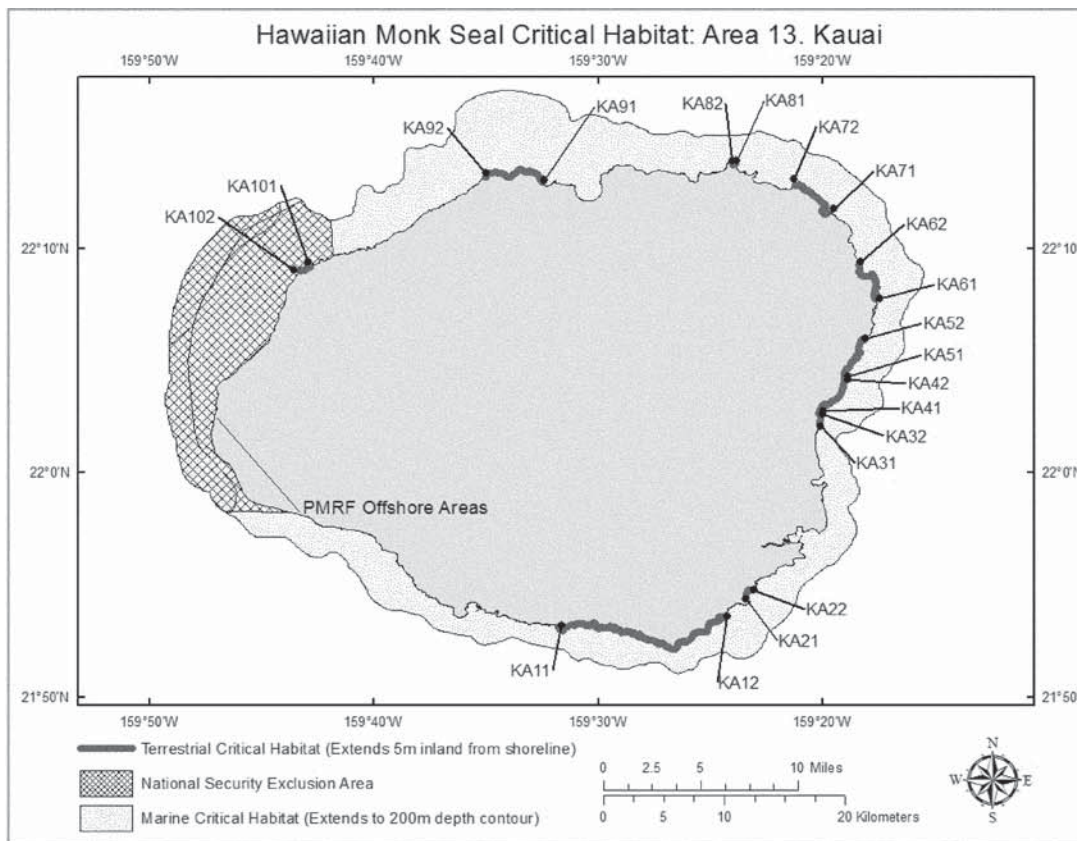 Hawaiian Monk Seal Critical Habitat: Area 13. Kauai
159°50'W 159°40'W 159°30'W 159°20'W
KA92
KA91
KA82
KA81
KA72
KA101
KA71
KA102
KA62
22°10'N
22°10'N
KA61
KA52
KA51
KA42
KA41
KA32
KA31
22°0'N
22°0'N
PMRF Offshore Areas
KA22
KA21
KA11
KA12
21°50'N
21°50'N
159°50'W 159°40'W 159°30'W 159°20'W
Terrestrial Critical Habitat (Extends 5m inland from shoreline)
National Security Exclusion Area
Marine Critical Habitat (Extends to 200m depth contour)
0 2.5 5 10 Miles
0 5 10 20 Kilometers
N
W E
S